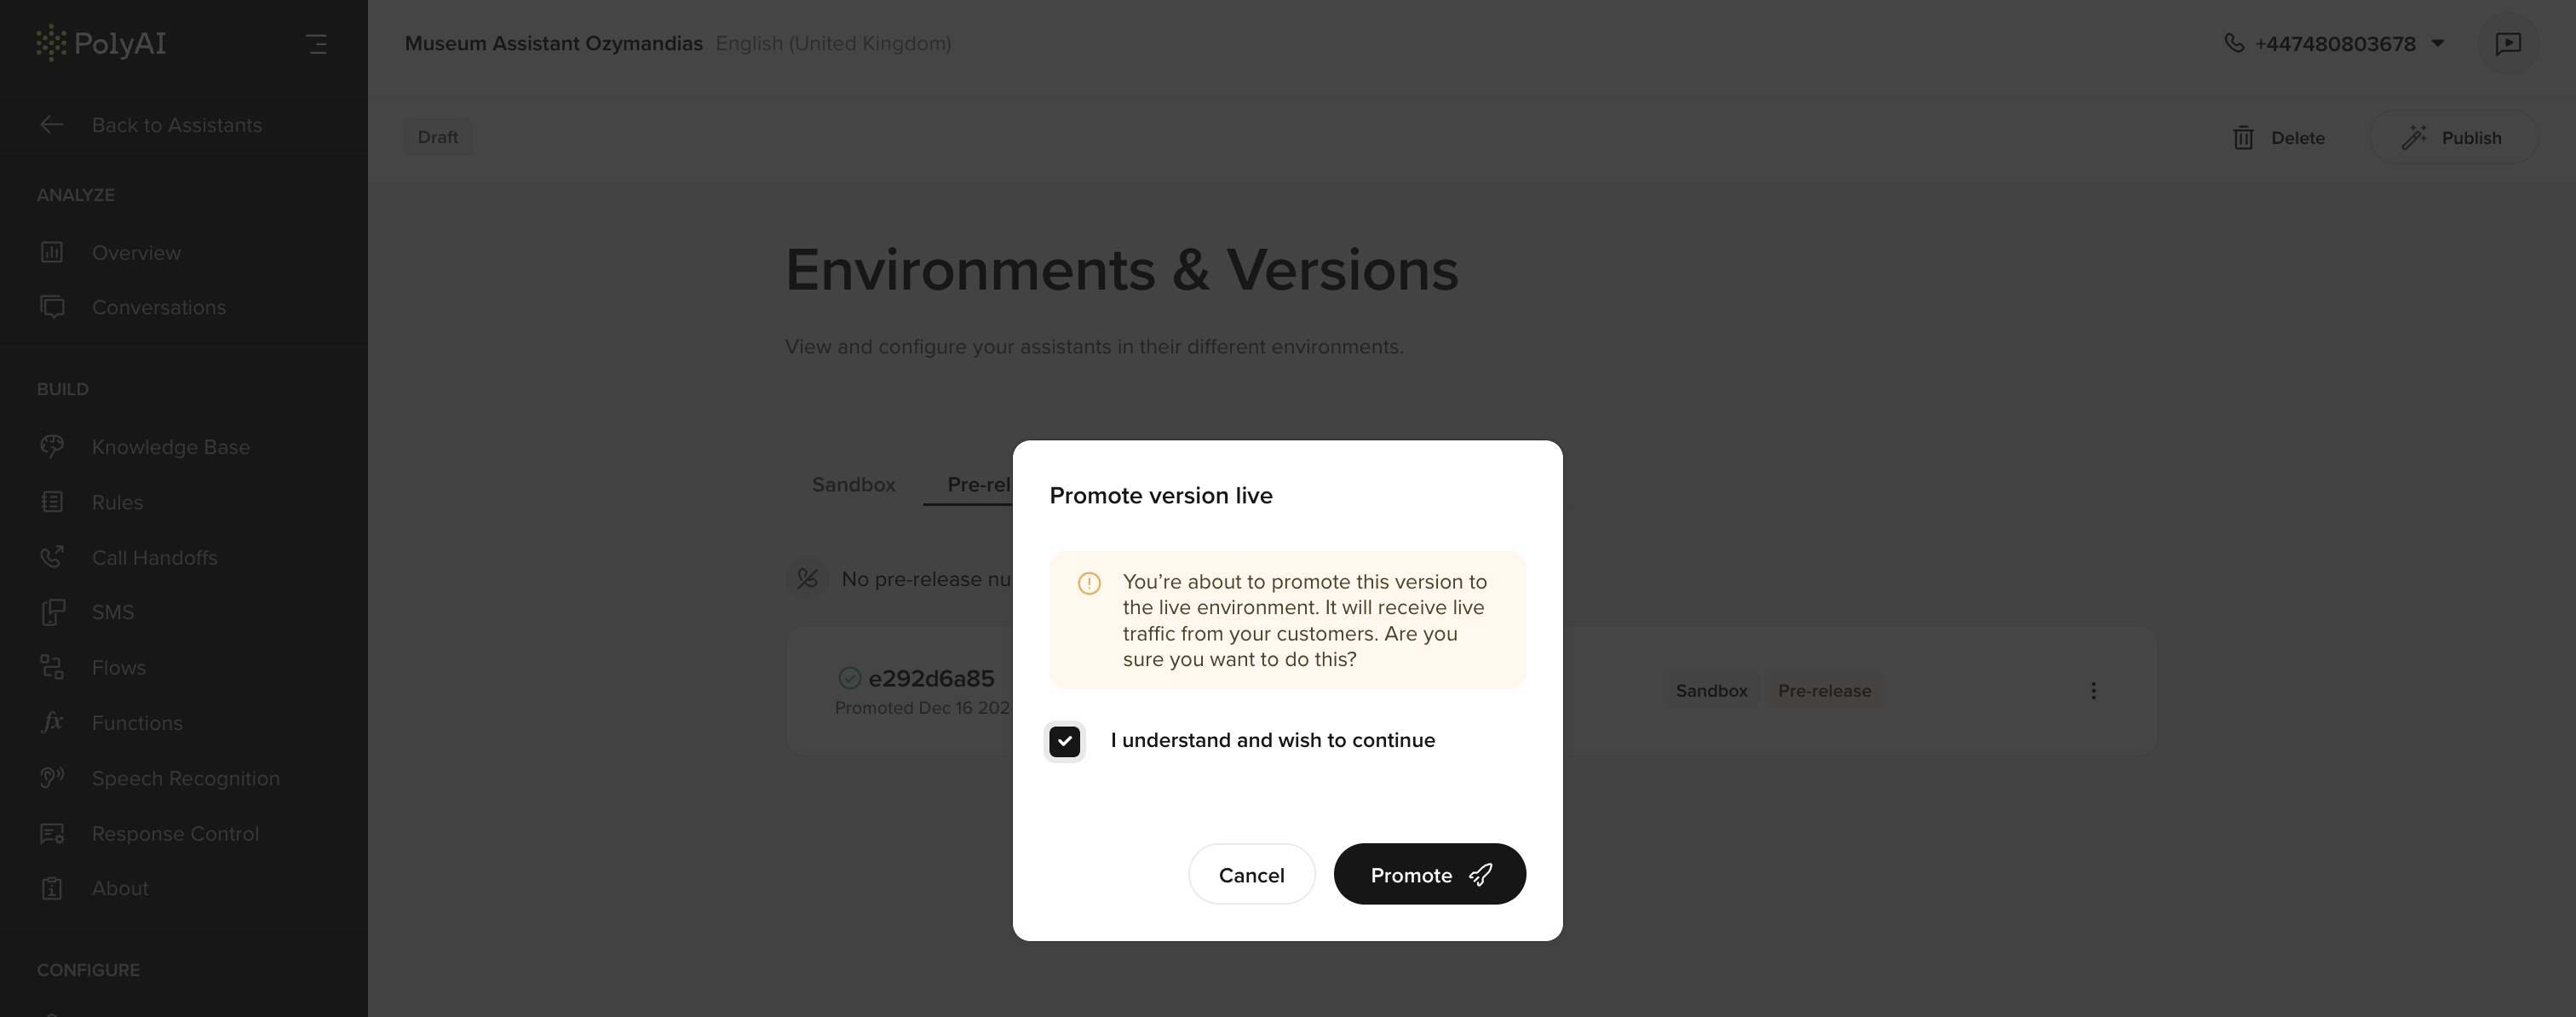 PolyAI
Museum Assistant Ozymandias English (United Kingdom)
+447480803678
Back to Assistants
Draft
Delete
Publish
ANALYZE
Overview
Conversations
BUILD
Knowledge Base
Rules
Call Handoffs
SMS
Flows
Functions
Speech Recognition
Response Control
About
CONFIGURE
Environments & Versions
View and configure your assistants in their different environments.
Sandbox
Pre-rel
No pre-release nu
e292d6a85
Promoted Dec 16 202
Sandbox
Pre-release
Promote version live
You’re about to promote this version to
the live environment. It will receive live
traffic from your customers. Are you
sure you want to do this?
I understand and wish to continue
Cancel
Promote